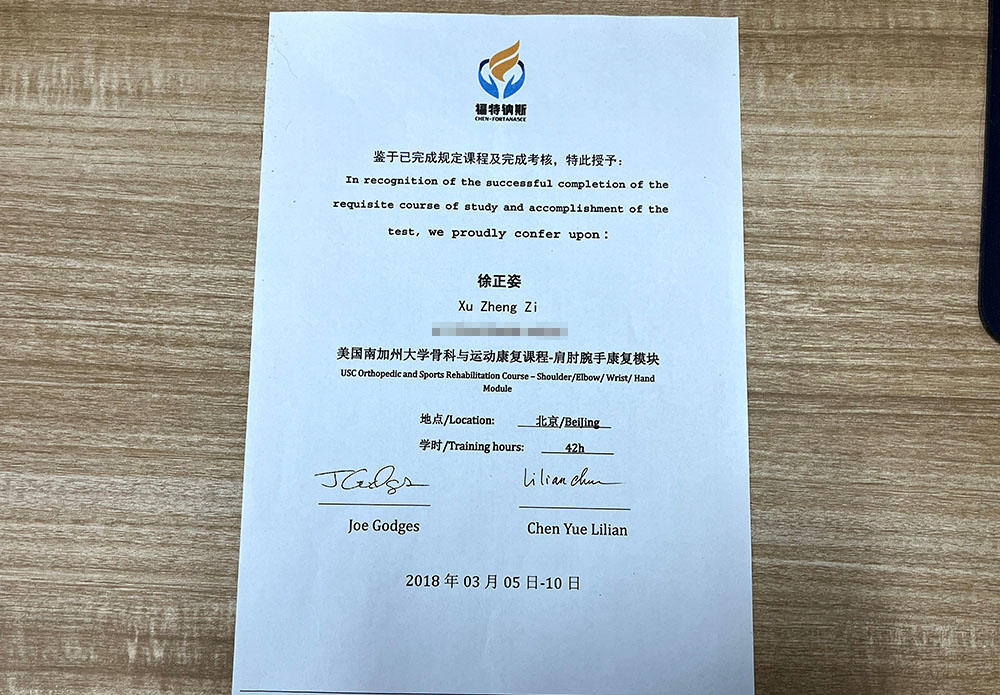 福特钠斯
CHEN-FORTANASCE
鉴于已完成规定课程及完成考核，特此授予：
In recognition of the successful completion of the
requisite course of study and accomplishment of the
test, we proudly confer upon：
徐正姿
Xu Zheng Zi
美国南加州大学骨科与运动康复课程-肩肘腕手康复模块
USC Orthopedic and Sports Rehabilitation Course – Shoulder/Elbow/ Wrist/ Hand
Module
地点/Location: 北京/Beijing
学时/Training hours: 42h
JGodges Lilian chen
Joe Godges Chen Yue Lilian
2018 年 03 月 05 日-10 日